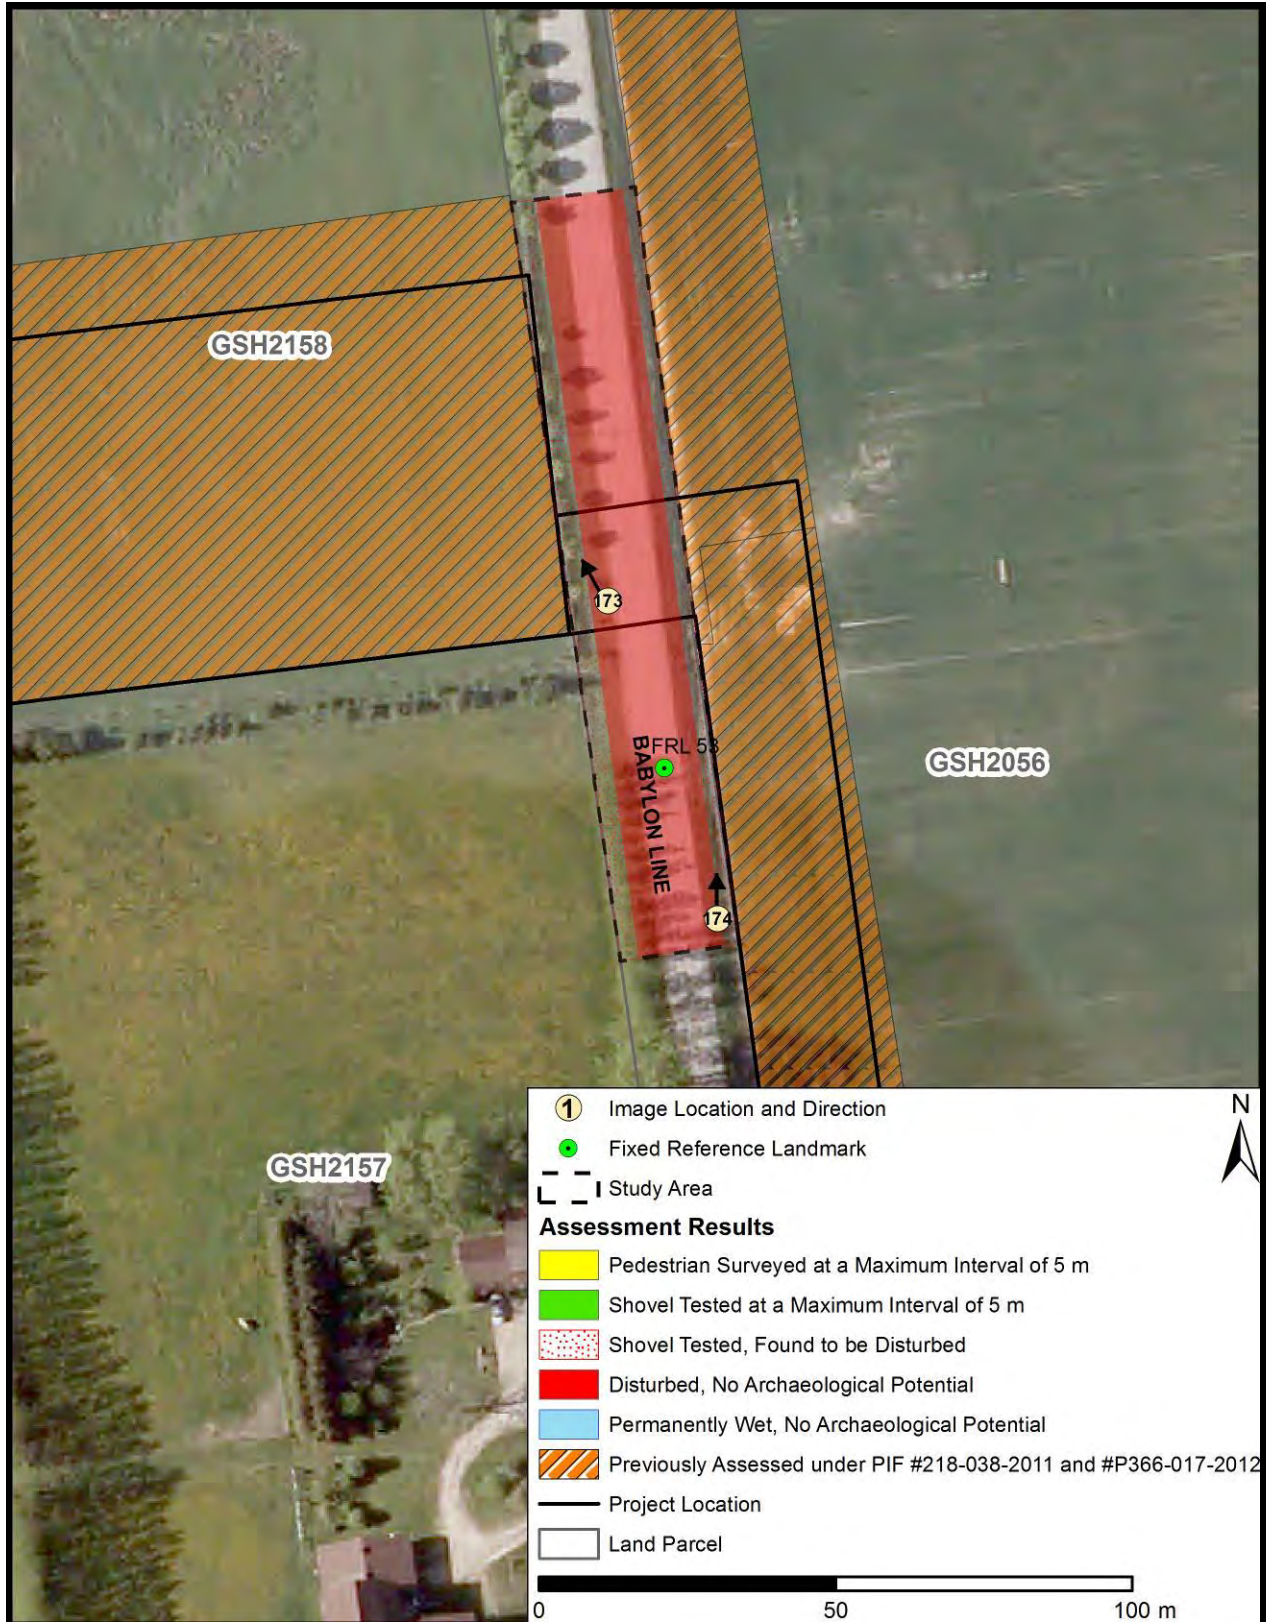 GSH2158
173
FRL 53
BABYLON LINE
GSH2056
174
GSH2157
N
1 Image Location and Direction
Fixed Reference Landmark
Study Area
Assessment Results
Pedestrian Surveyed at a Maximum Interval of 5 m
Shovel Tested at a Maximum Interval of 5 m
Shovel Tested, Found to be Disturbed
Disturbed, No Archaeological Potential
Permanently Wet, No Archaeological Potential
Previously Assessed under PIF #218-038-2011 and #P366-017-2012
Project Location
Land Parcel
0 50 100 m